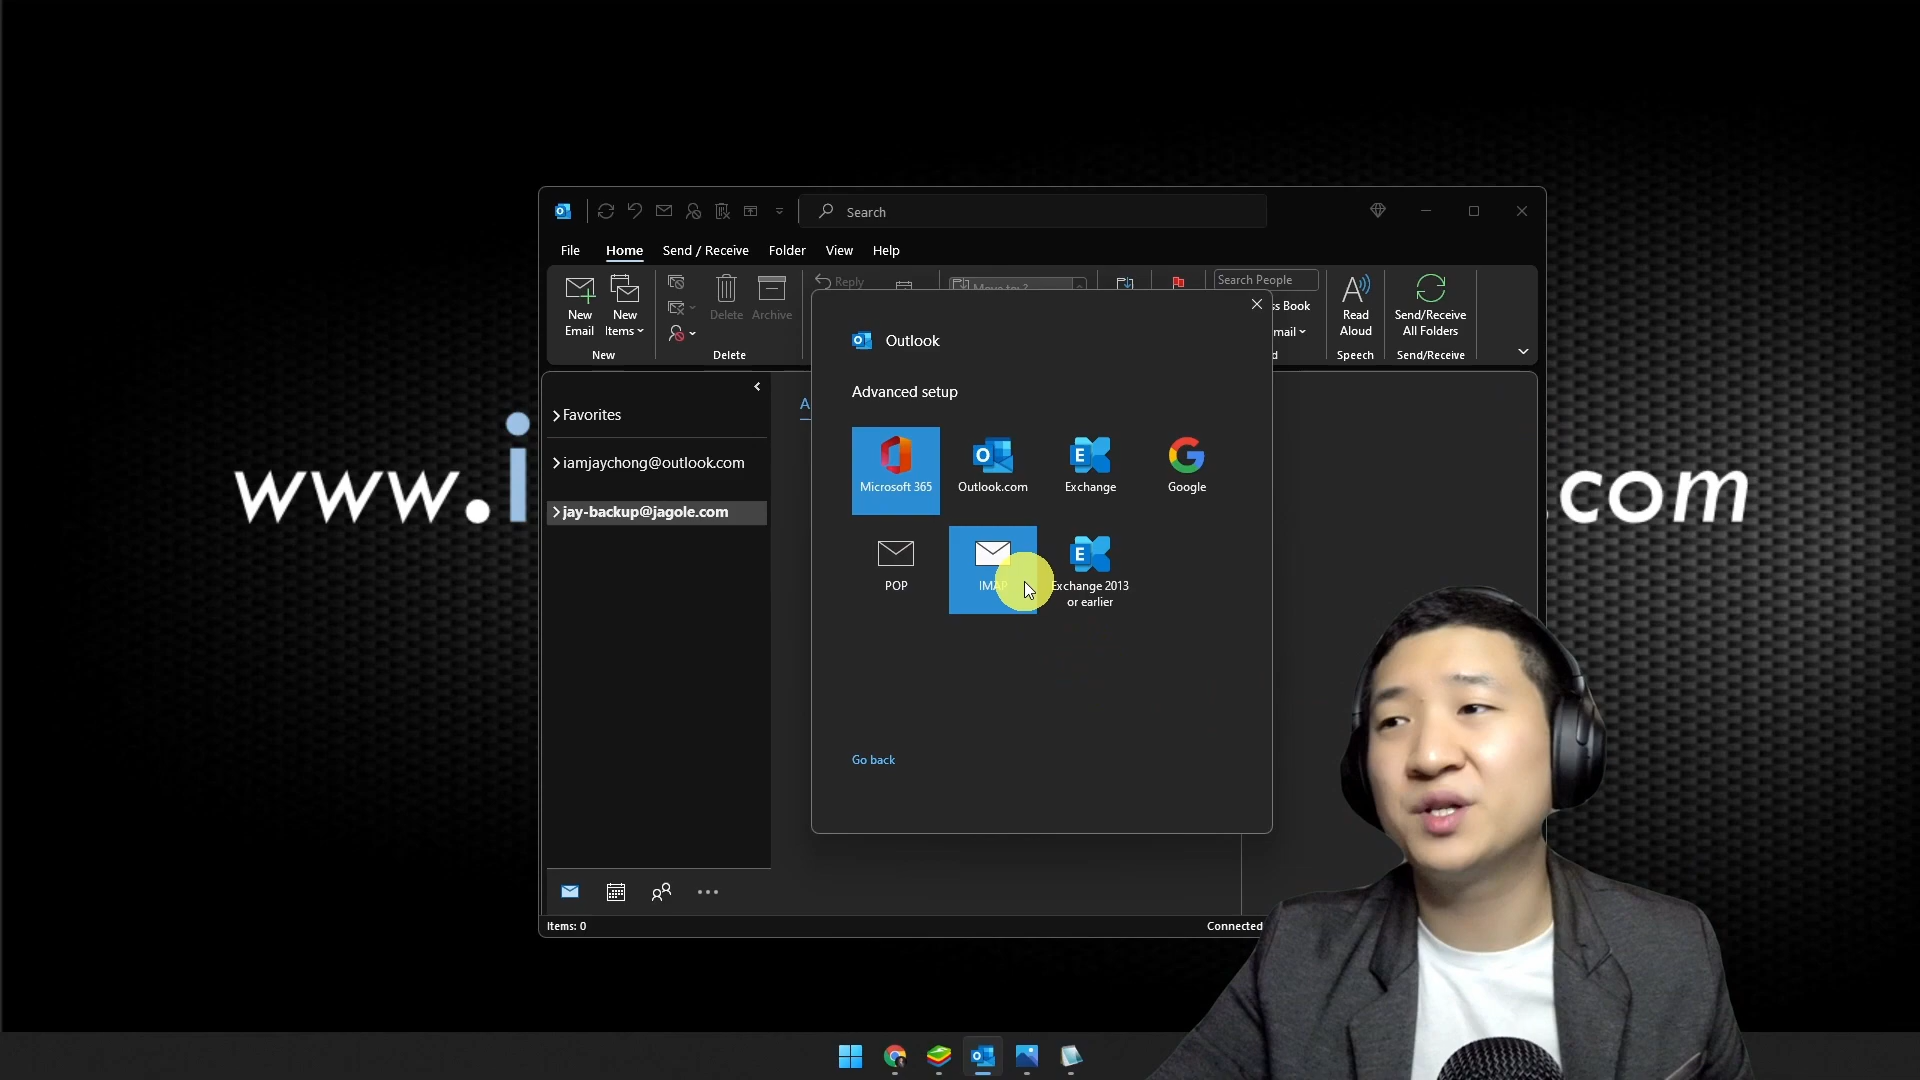 Search
File Home Send / Receive Folder View Help
New
Email
New
Items
New
Delete
Archive
Delete
Reply
Search People
ss Book
mail
Read
Aloud
Speech
Send/Receive
All Folders
Send/Receive
Favorites
iamjaychong@outlook.com
jay-backup@jagole.com
Outlook
Advanced setup
Microsoft 365
Outlook.com
Exchange
Google
POP
IMAP
Exchange 2013
or earlier
Go back
Items: 0
Connected
www.i
.com